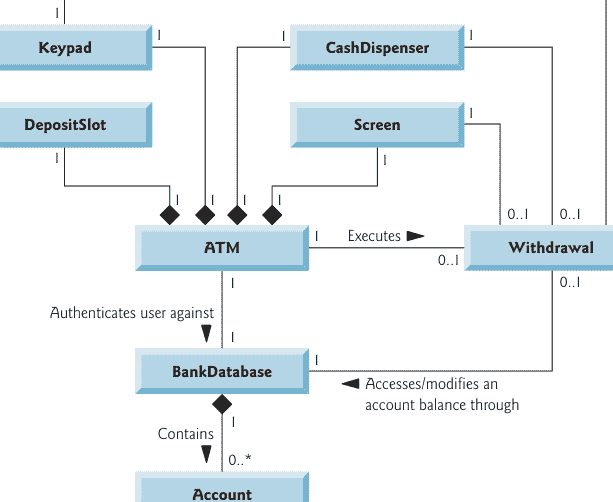 1
Keypad
1
1
CashDispenser
1
DepositSlot
Screen
1
1
1
1
1
1
1
0..1
0..1
ATM
1
Executes
0..1
Withdrawal
1
0..1
Authenticates user against
1
BankDatabase
1
Accesses/modifies an
account balance through
1
Contains
0..*
Account